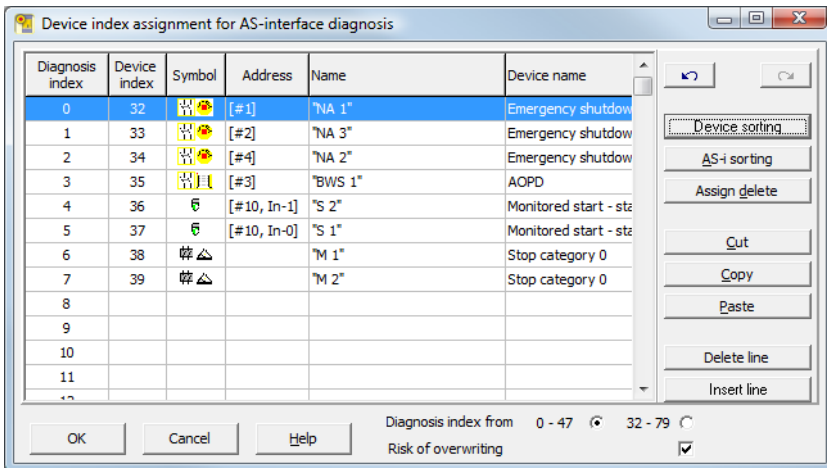 Device index assignment for AS-interface diagnosis
Diagnosis index Device index Symbol Address Name Device name
0 32 [#1] "NA 1" Emergency shutdow
1 33 [#2] "NA 3" Emergency shutdow
2 34 [#4] "NA 2" Emergency shutdow
3 35 [#3] "BWS 1" AOPD
4 36 [#10, In-1] "S 2" Monitored start - sta
5 37 [#10, In-0] "S 1" Monitored start - sta
6 38 "M 1" Stop category 0
7 39 "M 2" Stop category 0
8
9
10
11
12
Device sorting
AS-i sorting
Assign delete
Cut
Copy
Paste
Delete line
Insert line
Diagnosis index from 0 - 47 32 - 79
OK Cancel Help
Risk of overwriting